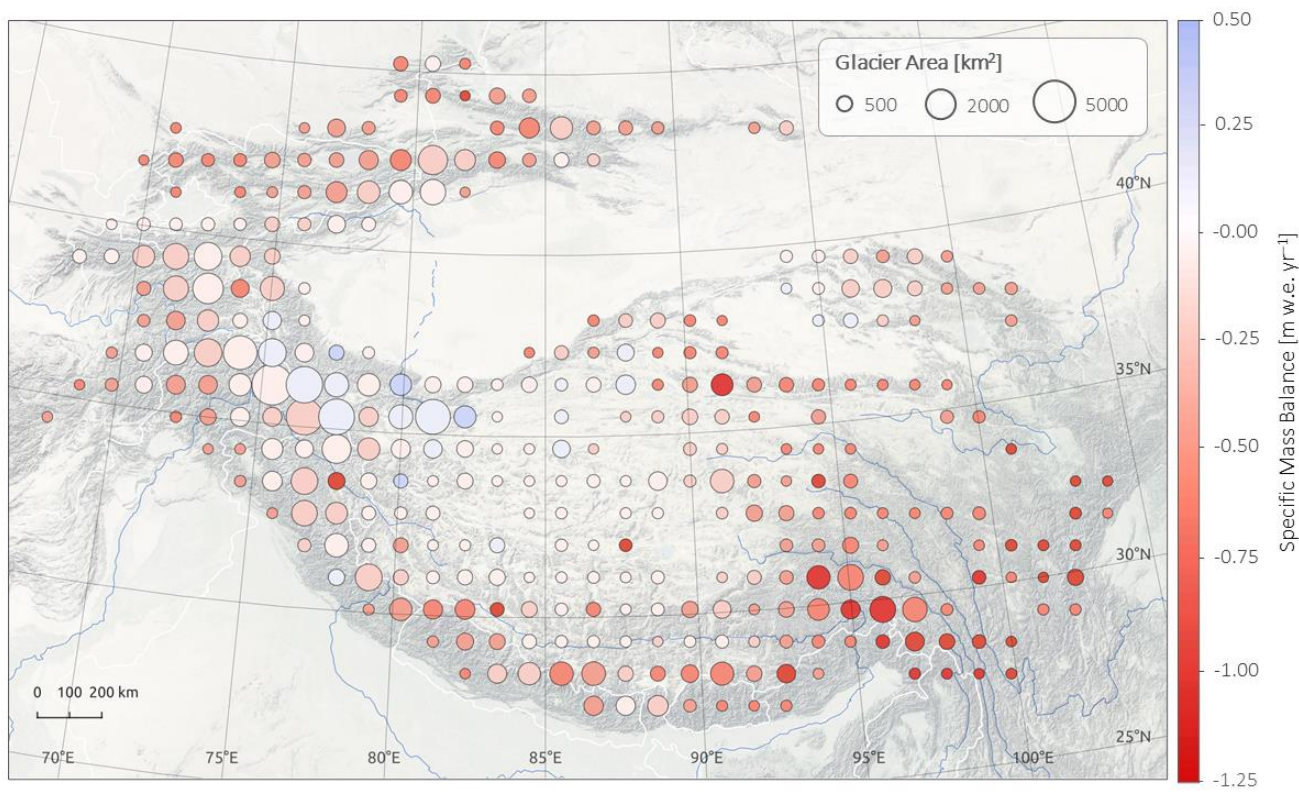 Glacier Area [km²]
500 2000 5000
40°N
35°N
30°N
25°N
0 100 200 km
70°E 75°E 80°E 85°E 90°E 95°E 100°E
0.50
0.25
-0.00
-0.25
-0.50
-0.75
-1.00
-1.25
Specific Mass Balance [m w.e. yr⁻¹]